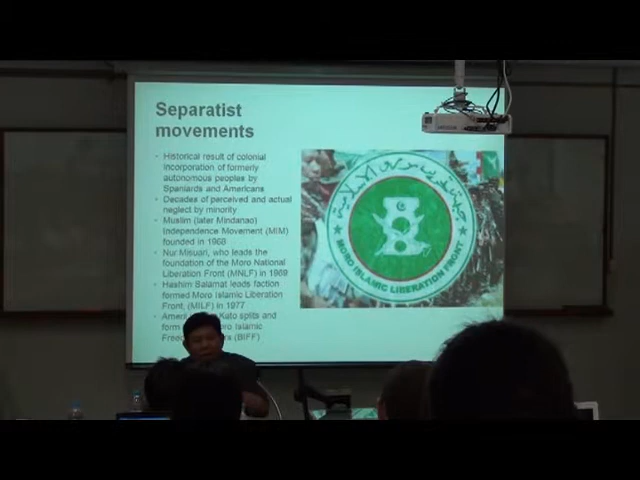 Separatist
movements
• Historical result of colonial
incorporation of formerly
autonomous peoples by
Spaniards and Americans
• Decades of perceived and actual
neglect by minority
• Muslim (later Mindanao)
Independence Movement (MIM)
founded in 1968
• Nur Misuari, who leads the
foundation of the Moro National
Liberation Front (MNLF) in 1969
• Hashim Salamat leads faction
formed Moro Islamic Liberation
Front, (MILF) in 1977
Kato splits and
form Islamic
(BIFF)
MORO ISLAMIC LIBERATION FRONT